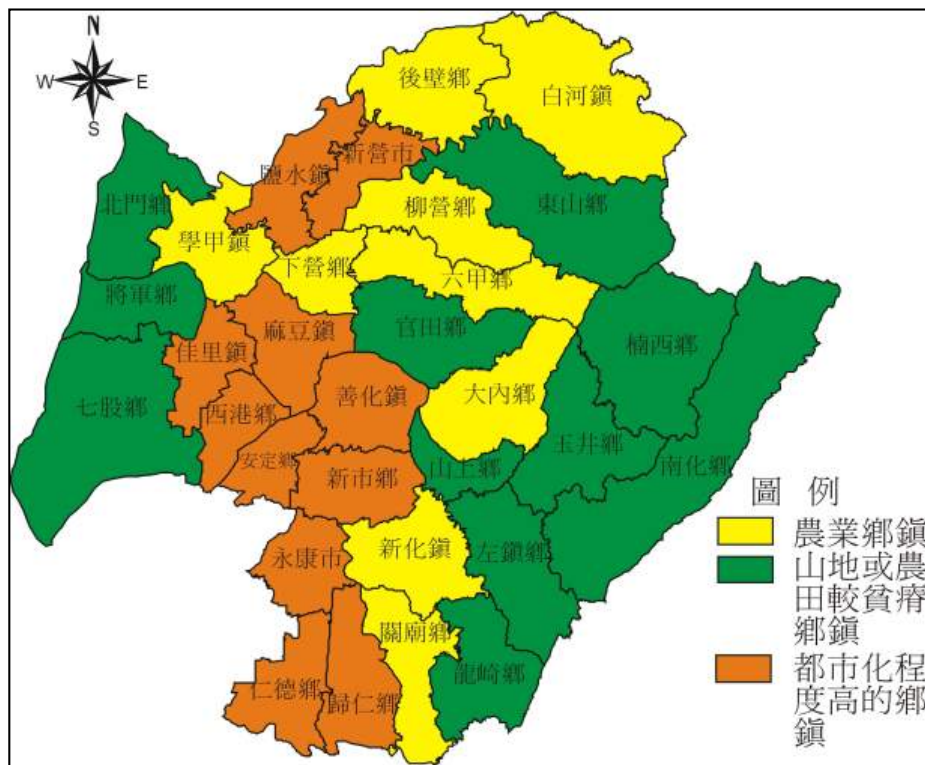 N
W
E
S
後壁鄉
白河鎮
鹽水鎮
新營市
北門鄉
學甲鎮
柳營鄉
東山鄉
下營鄉
六甲鄉
將軍鄉
麻豆鎮
官田鄉
楠西鄉
佳里鎮
七股鄉
西港鄉
善化鎮
大內鄉
安定鄉
新市鄉
山上鄉
玉井鄉
南化鄉
永康市
新化鎮
左鎮鄉
關廟鄉
仁德鄉
歸仁鄉
龍崎鄉
圖 例
農業鄉鎮
山地或農
田較貧瘠
鄉鎮
都市化程
度高的鄉
鎮